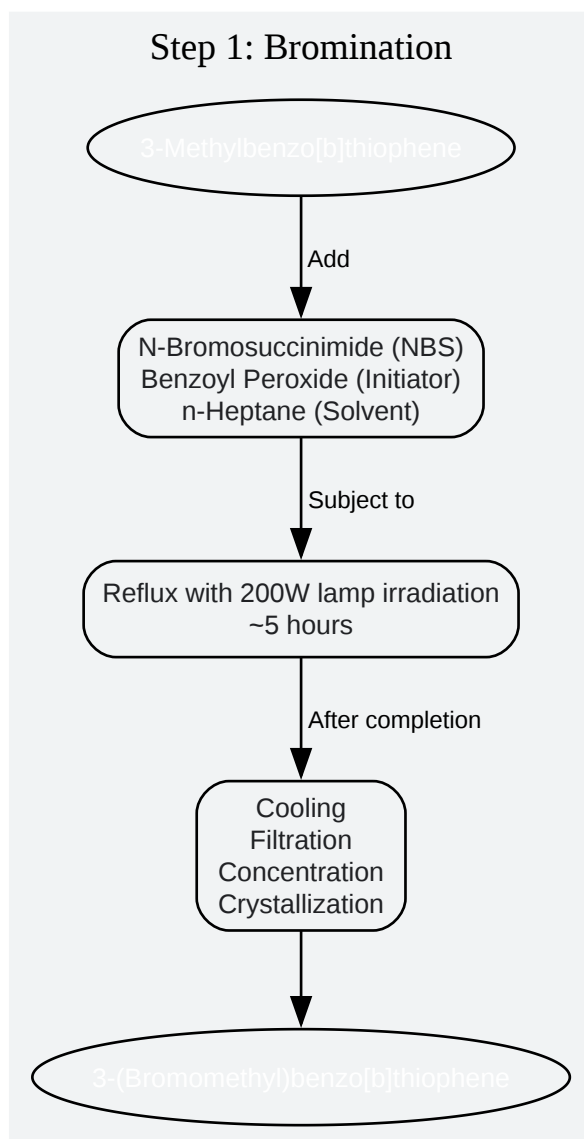 Step 1: Bromination
3-Methylbenzo[b]thiophene
Add
N-Bromosuccinimide (NBS)
Benzoyl Peroxide (Initiator)
n-Heptane (Solvent)
Subject to
Reflux with 200W lamp irradiation
~5 hours
After completion
Cooling
Filtration
Concentration
Crystallization
3-(Bromomethyl)benzo[b]thiophene